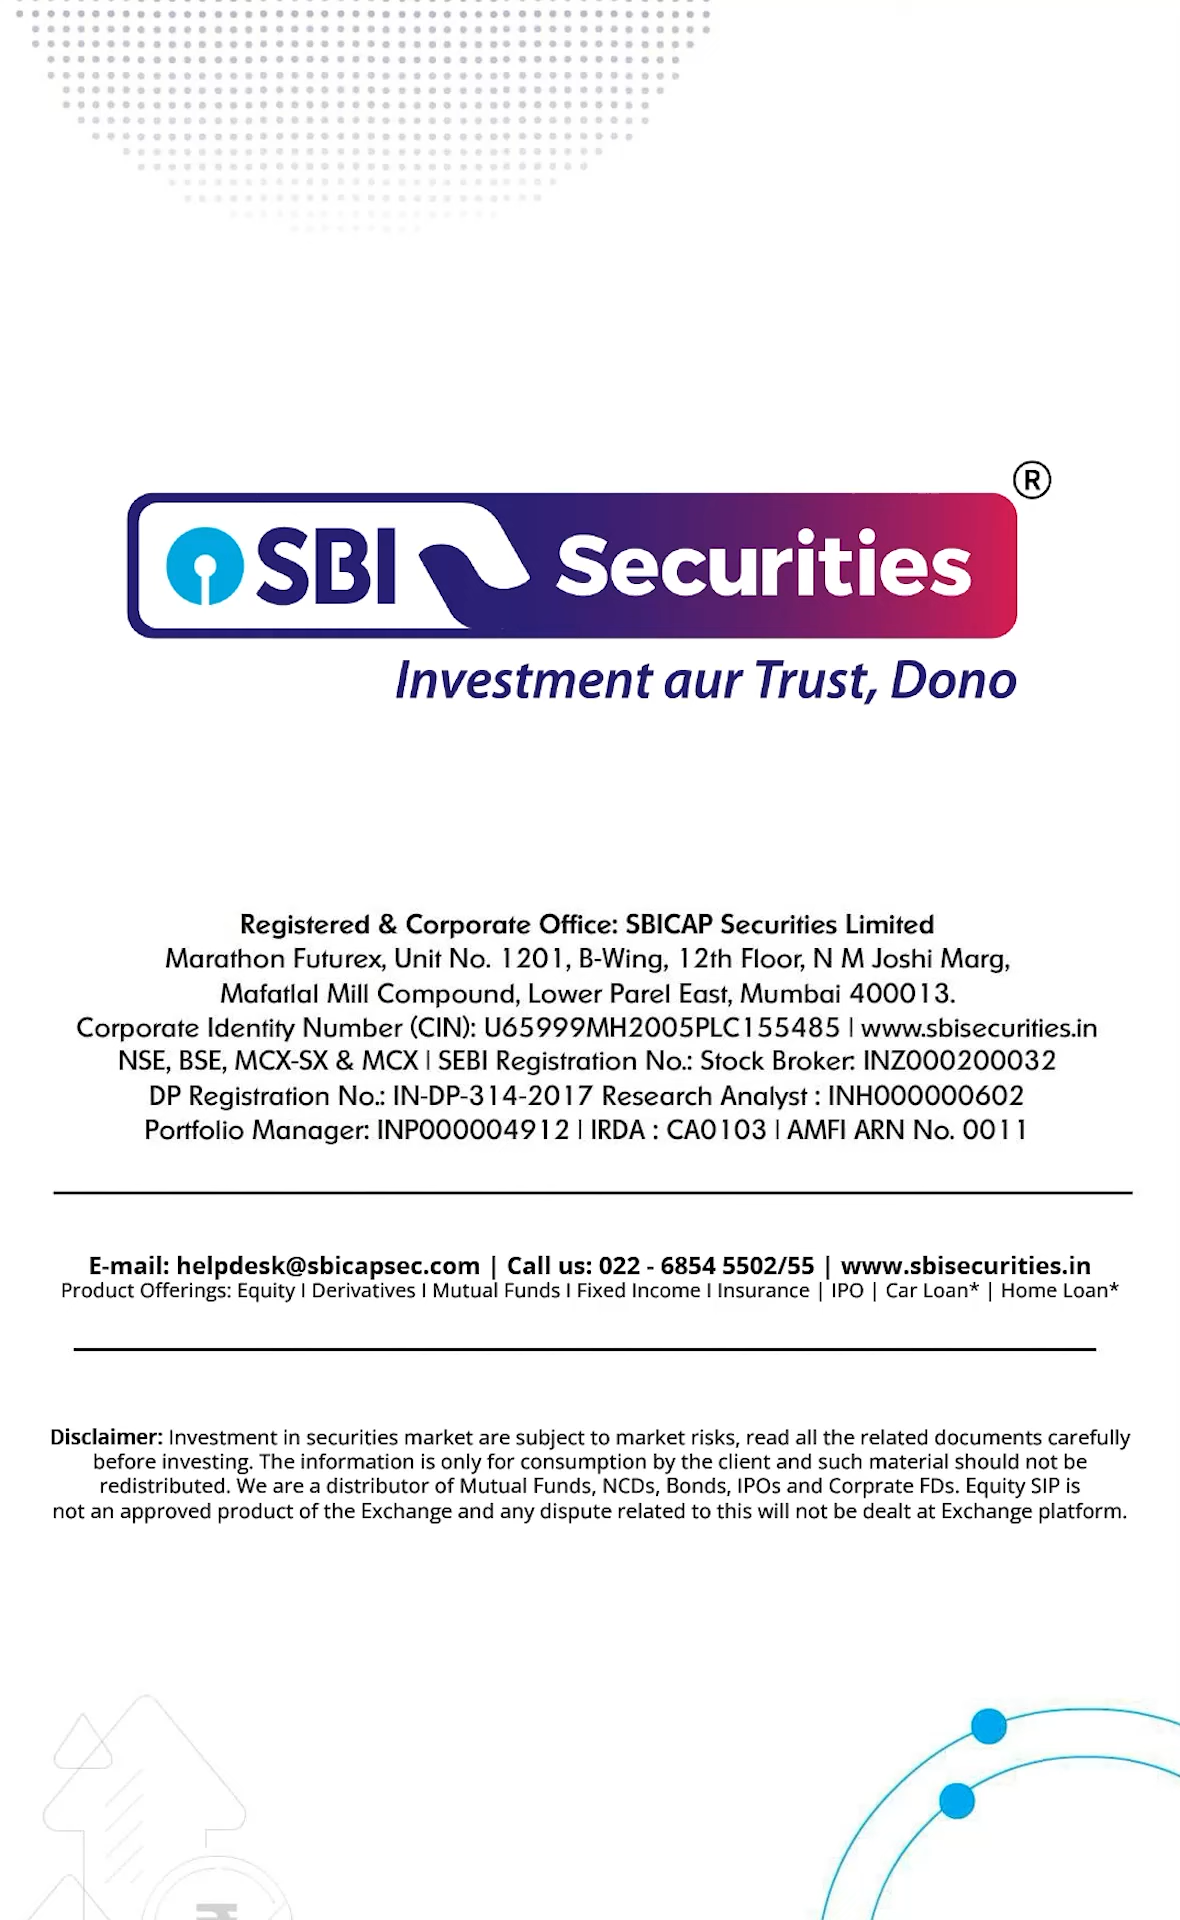 ®
SBI Securities
Investment aur Trust, Dono
Registered & Corporate Office: SBICAP Securities Limited
Marathon Futurex, Unit No. 1201, B-Wing, 12th Floor, N M Joshi Marg,
Mafatlal Mill Compound, Lower Parel East, Mumbai 400013.
Corporate Identity Number (CIN): U65999MH2005PLC155485 | www.sbisecurities.in
NSE, BSE, MCX-SX & MCX | SEBI Registration No.: Stock Broker: INZ000200032
DP Registration No.: IN-DP-314-2017 Research Analyst : INH000000602
Portfolio Manager: INP000004912 | IRDA : CA0103 | AMFI ARN No. 0011
E-mail: helpdesk@sbicapsec.com | Call us: 022 - 6854 5502/55 | www.sbisecurities.in
Product Offerings: Equity I Derivatives I Mutual Funds I Fixed Income I Insurance | IPO | Car Loan* | Home Loan*
Disclaimer: Investment in securities market are subject to market risks, read all the related documents carefully
before investing. The information is only for consumption by the client and such material should not be
redistributed. We are a distributor of Mutual Funds, NCDs, Bonds, IPOs and Corprate FDs. Equity SIP is
not an approved product of the Exchange and any dispute related to this will not be dealt at Exchange platform.